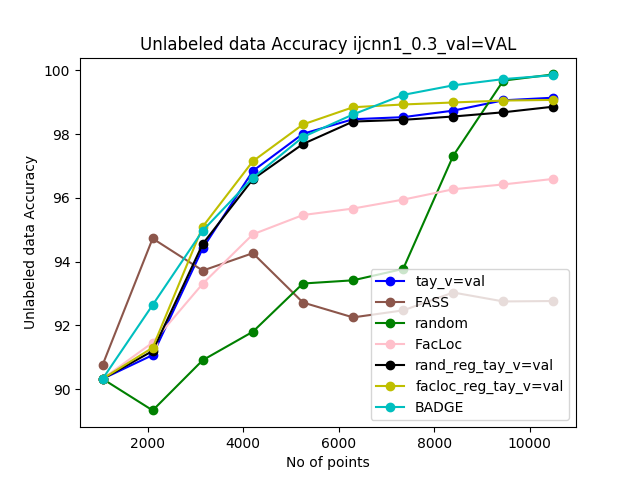 Unlabeled data Accuracy ijcnn1_0.3_val=VAL
100
98
96
94
92
90
Unlabeled data Accuracy
2000 4000 6000 8000 10000
No of points
tay_v=val
FASS
random
FacLoc
rand_reg_tay_v=val
facloc_reg_tay_v=val
BADGE